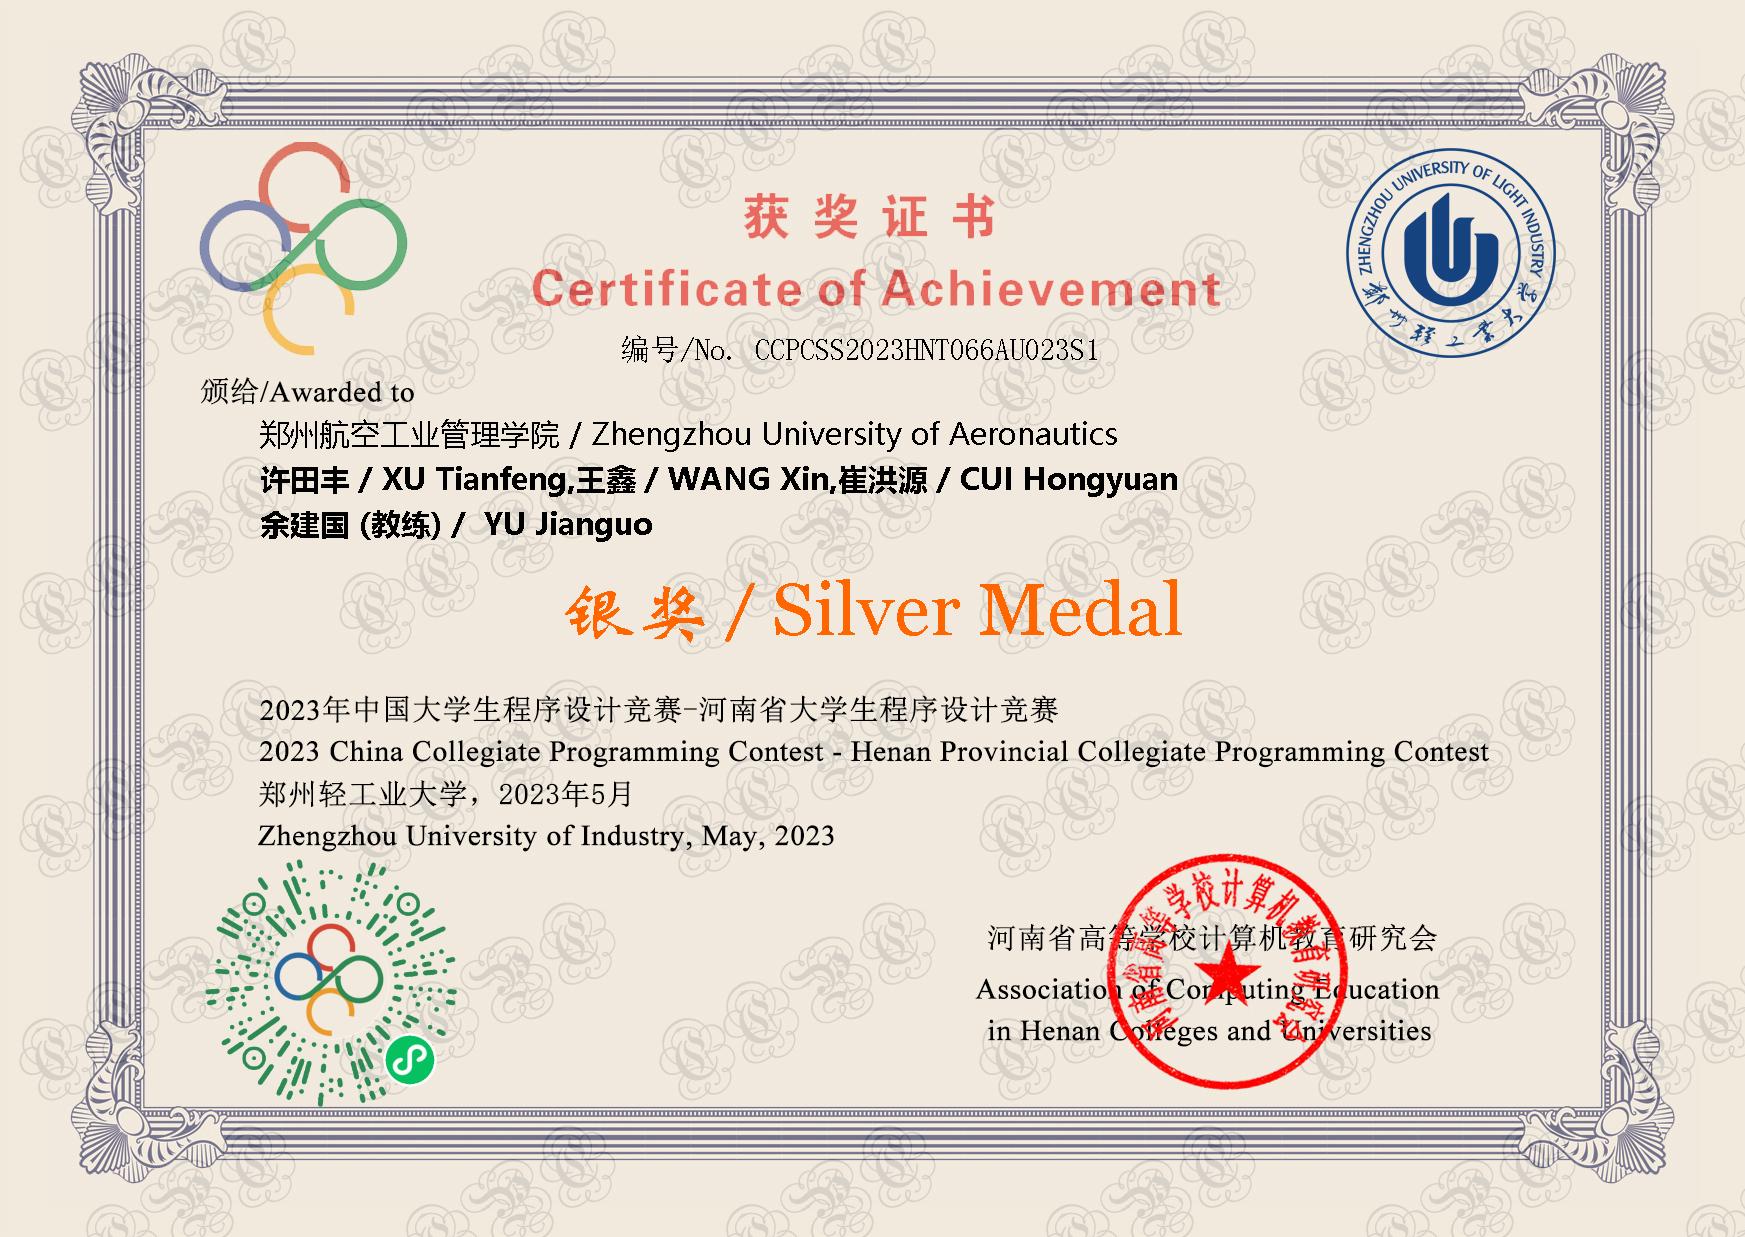 获奖证书
Certificate of Achievement
ZHENGZHOU UNIVERSITY OF LIGHT INDUSTRY
郑州轻工业大学
编号/No. CCPCSS2023HNT066AU023S1
颁给/Awarded to
郑州航空工业管理学院 / Zhengzhou University of Aeronautics
许田丰 / XU Tianfeng,王鑫 / WANG Xin,崔洪源 / CUI Hongyuan
余建国 (教练) / YU Jianguo
银奖 / Silver Medal
2023年中国大学生程序设计竞赛-河南省大学生程序设计竞赛
2023 China Collegiate Programming Contest - Henan Provincial Collegiate Programming Contest
郑州轻工业大学，2023年5月
Zhengzhou University of Industry, May, 2023
河南省高等学校计算机教育研究会
河南省高等学校计算机教育研究会
Association of Computing Education
in Henan Colleges and Universities